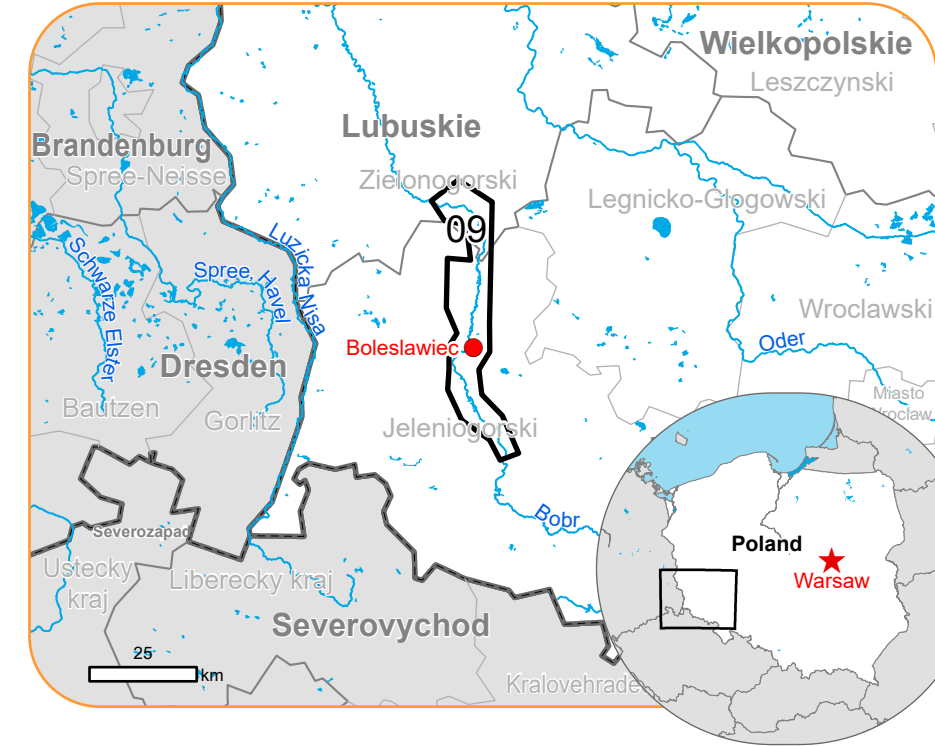 Wielkopolskie
Leszczynski
Lubuskie
Brandenburg
Spree-Neisse
Zielonogorski
Legnicko-Glogowski
09
Luzicka Nisa
Schwarze Elster
Spree, Havel
Wroclawski
Oder
Boleslawiec
Dresden
Bautzen
Gorlitz
Jeleniogorski
Miasto
Wroclaw
Bobr
Severozapad
Ustecky
kraj
Liberecky kraj
Severovychod
Poland
Warsaw
25
km
Kralovehrade